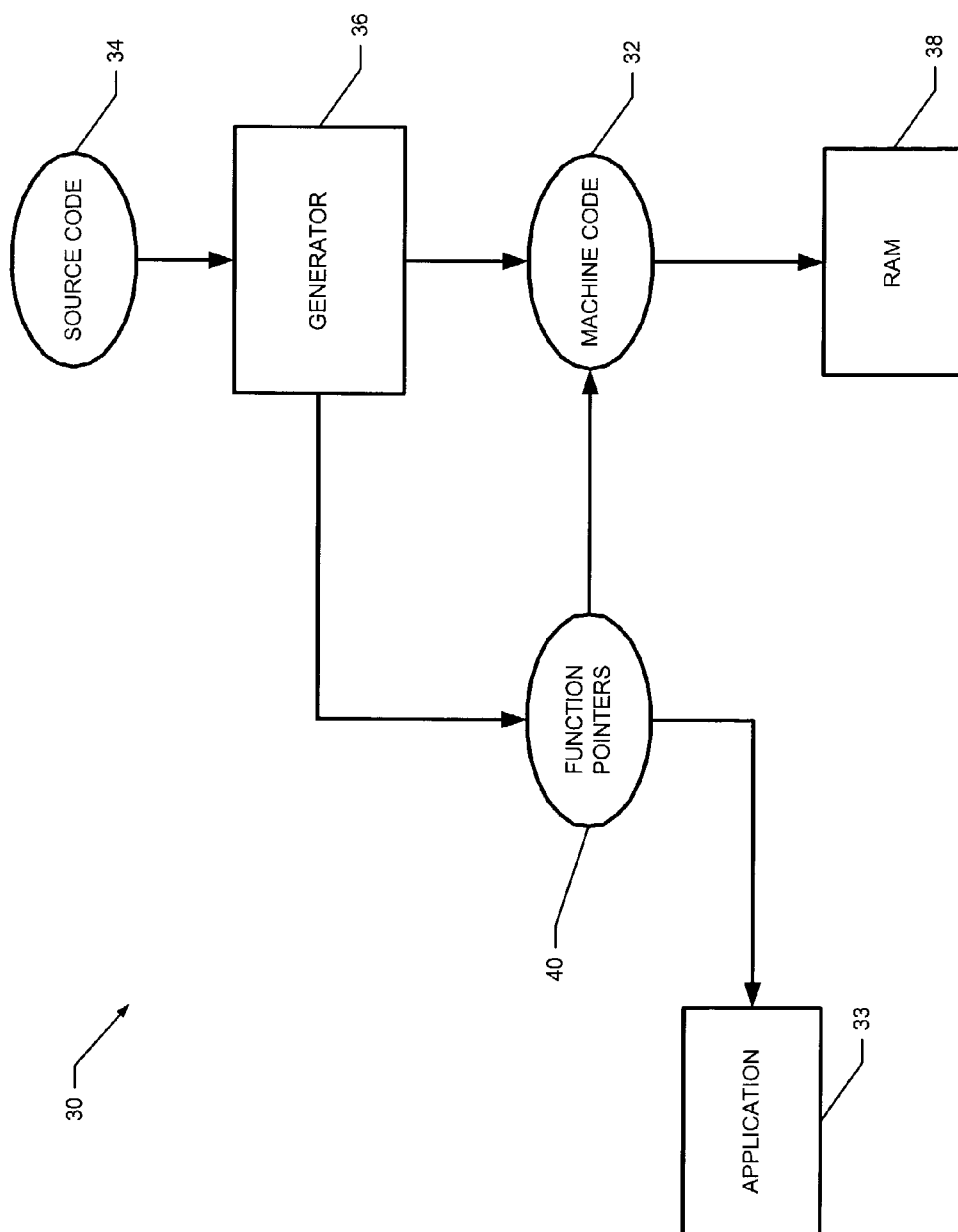 34
SOURCE CODE
36
GENERATOR
32
MACHINE CODE
38
RAM
FUNCTION
POINTERS
40
30
33
APPLICATION